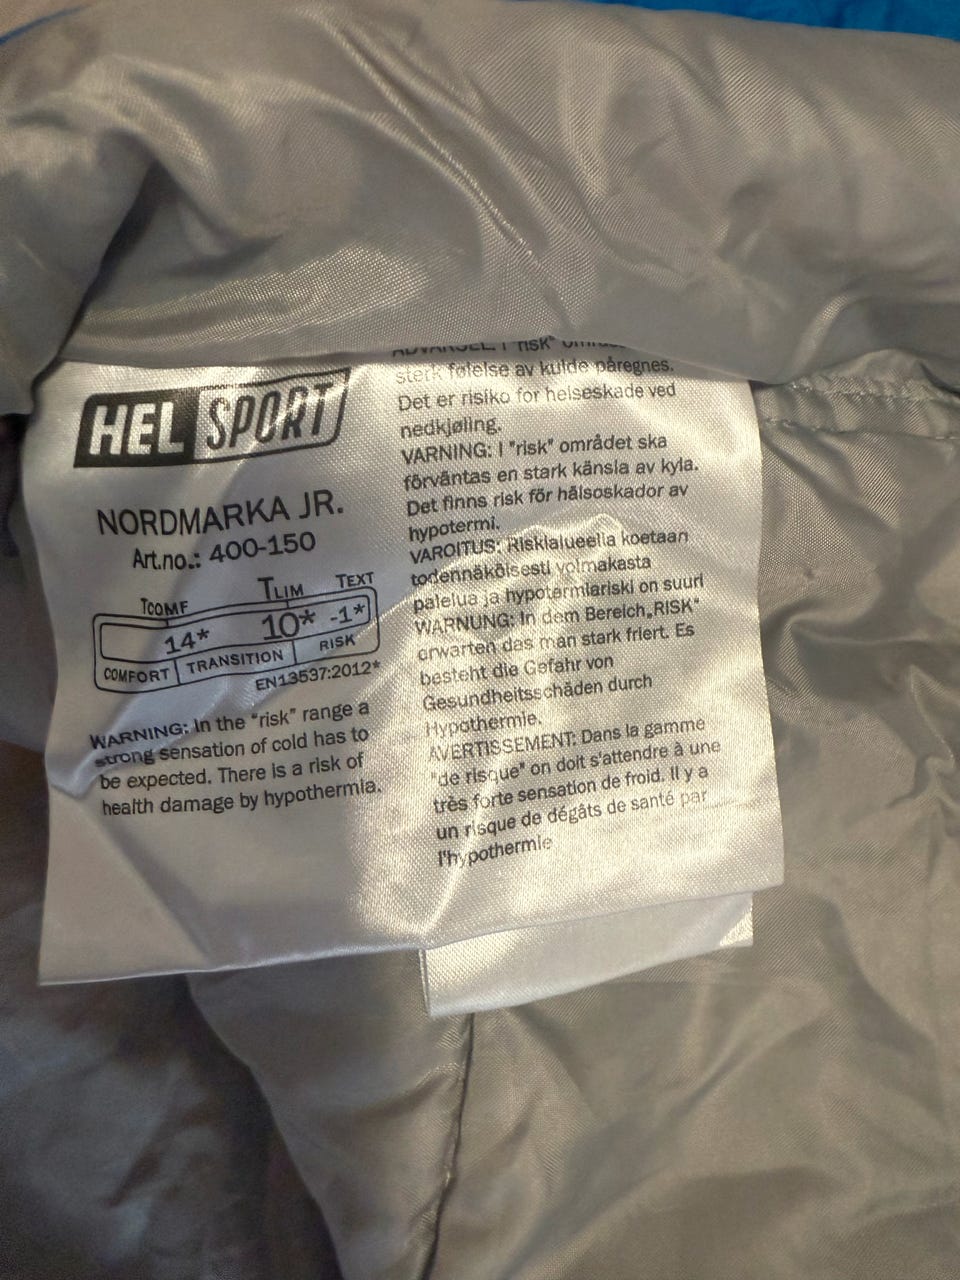 HEL SPORT
NORDMARKA JR.
Art.no.: 400-150
TCOMF TLIM TEXT
14* 10* -1*
COMFORT TRANSITION RISK
EN13537:2012*
WARNING: In the "risk" range a
strong sensation of cold has to
be expected. There is a risk of
health damage by hypothermia.
ADVARSEL: I "risk"
sterk følelse av kulde påregnes.
Det er risiko for helseskade ved
nedkjøling.
VARNING: I "risk" området ska
förväntas en stark känsla av kyla.
Det finns risk för hälsoskador av
hypotermi.
VAROITUS: Riskialueella koetaan
todennäköisesti voimakasta
palelua ja hypotermiariski on suuri
WARNUNG: In dem Bereich„RISK"
erwarten das man stark friert. Es
besteht die Gefahr von
Gesundheitsschäden durch
Hypothermie.
AVERTISSEMENT: Dans la gamme
"de risque" on doit s'attendre à une
très forte sensation de froid. Il y a
un risque de dégâts de santé par
l'hypothermie